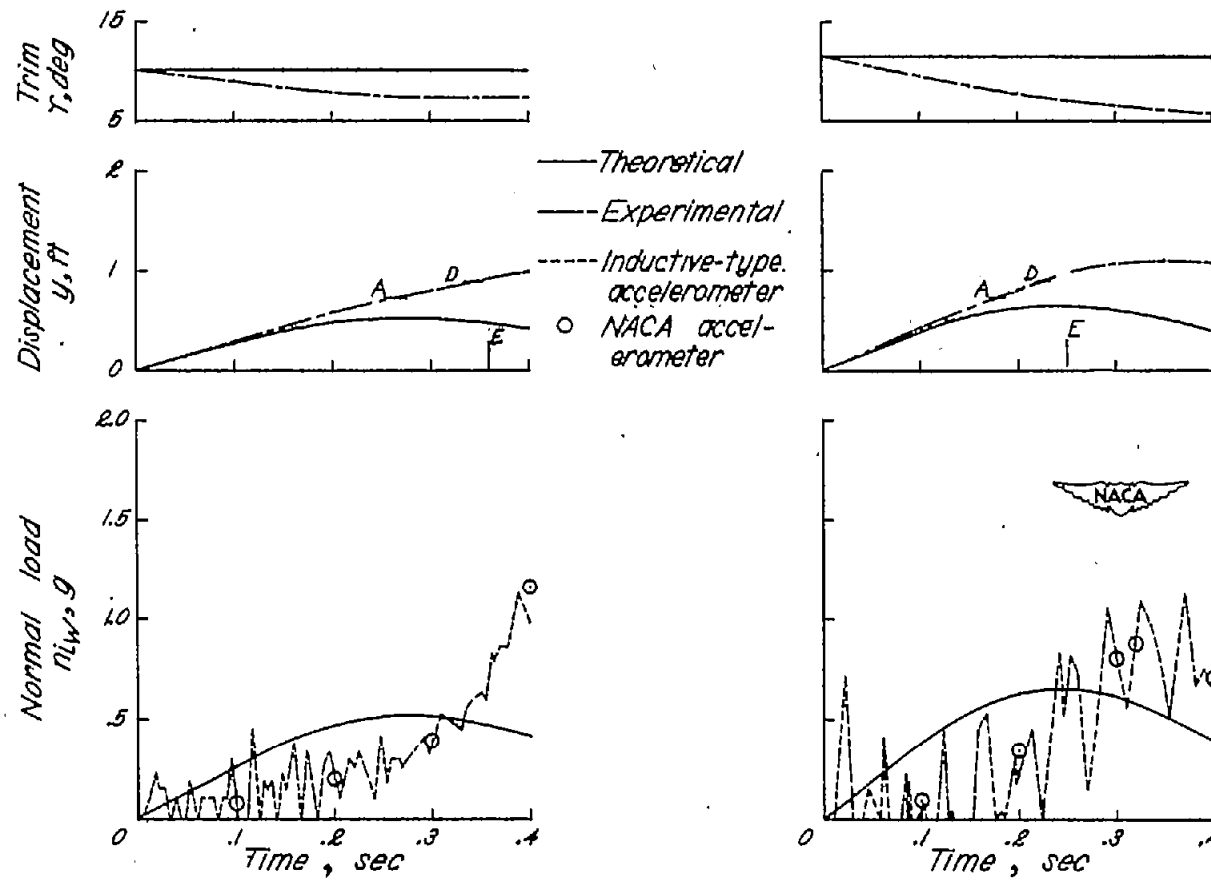 15
Trim
τ, deg
5
2
Displacement
y, ft
1
0
A
D
E
Theoretical
Experimental
Inductive-type
accelerometer
NACA accel-
erometer
A
D
E
2.0
1.5
Normal load
niw, g
1.0
.5
0
.1
.2
.3
.4
Time, sec
NACA
0
.1
.2
.3
.4
Time, sec